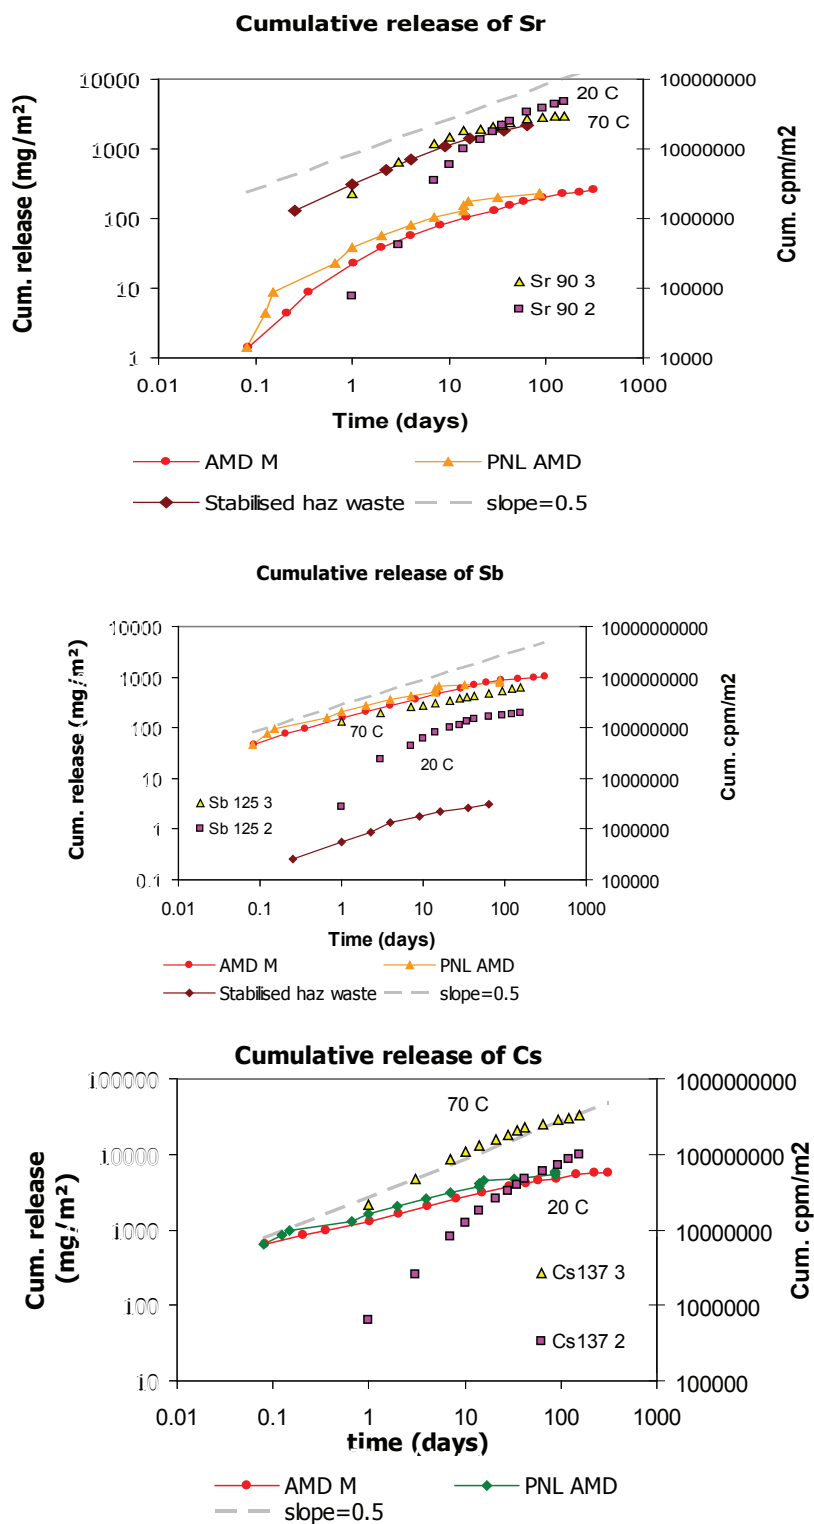 Cumulative release of Sr
Cum. release (mg/m²)
10000
1000
100
10
1
100000000
1000000
100000
10000
Cum. cpm/m2
20 C
70 C
Sr 90 3
Sr 90 2
0.01 0.1 1 10 100 1000
Time (days)
AMD M PNL AMD
Stabilised haz waste slope=0.5
Cumulative release of Sb
Cum. release (mg/m²)
10000
1000
100
10
1
0.1
10000000000
100000000
10000000
1000000
100000
Cum. cpm/m2
70 C
20 C
Sb 125 3
Sb 125 2
0.01 0.1 1 10 100 1000
Time (days)
AMD M PNL AMD
Stabilised haz waste slope=0.5
Cumulative release of Cs
Cum. release
(mg/m²)
100000
10000
1000
100
10
1000000000
100000000
10000000
1000000
100000
Cum. cpm/m2
70 C
20 C
Cs137 3
Cs137 2
0.01 0.1 1 10 100 1000
time (days)
AMD M PNL AMD
slope=0.5